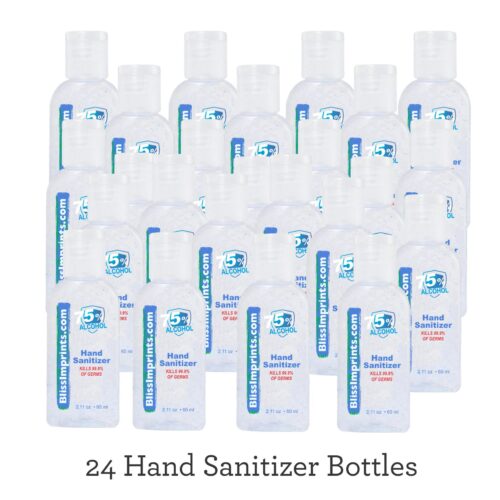 BlissImprints.com
75%
ALCOHOL
Hand
Sanitizer
KILLS 99.9%
OF GERMS
2.11 oz • 60 ml
24 Hand Sanitizer Bottles